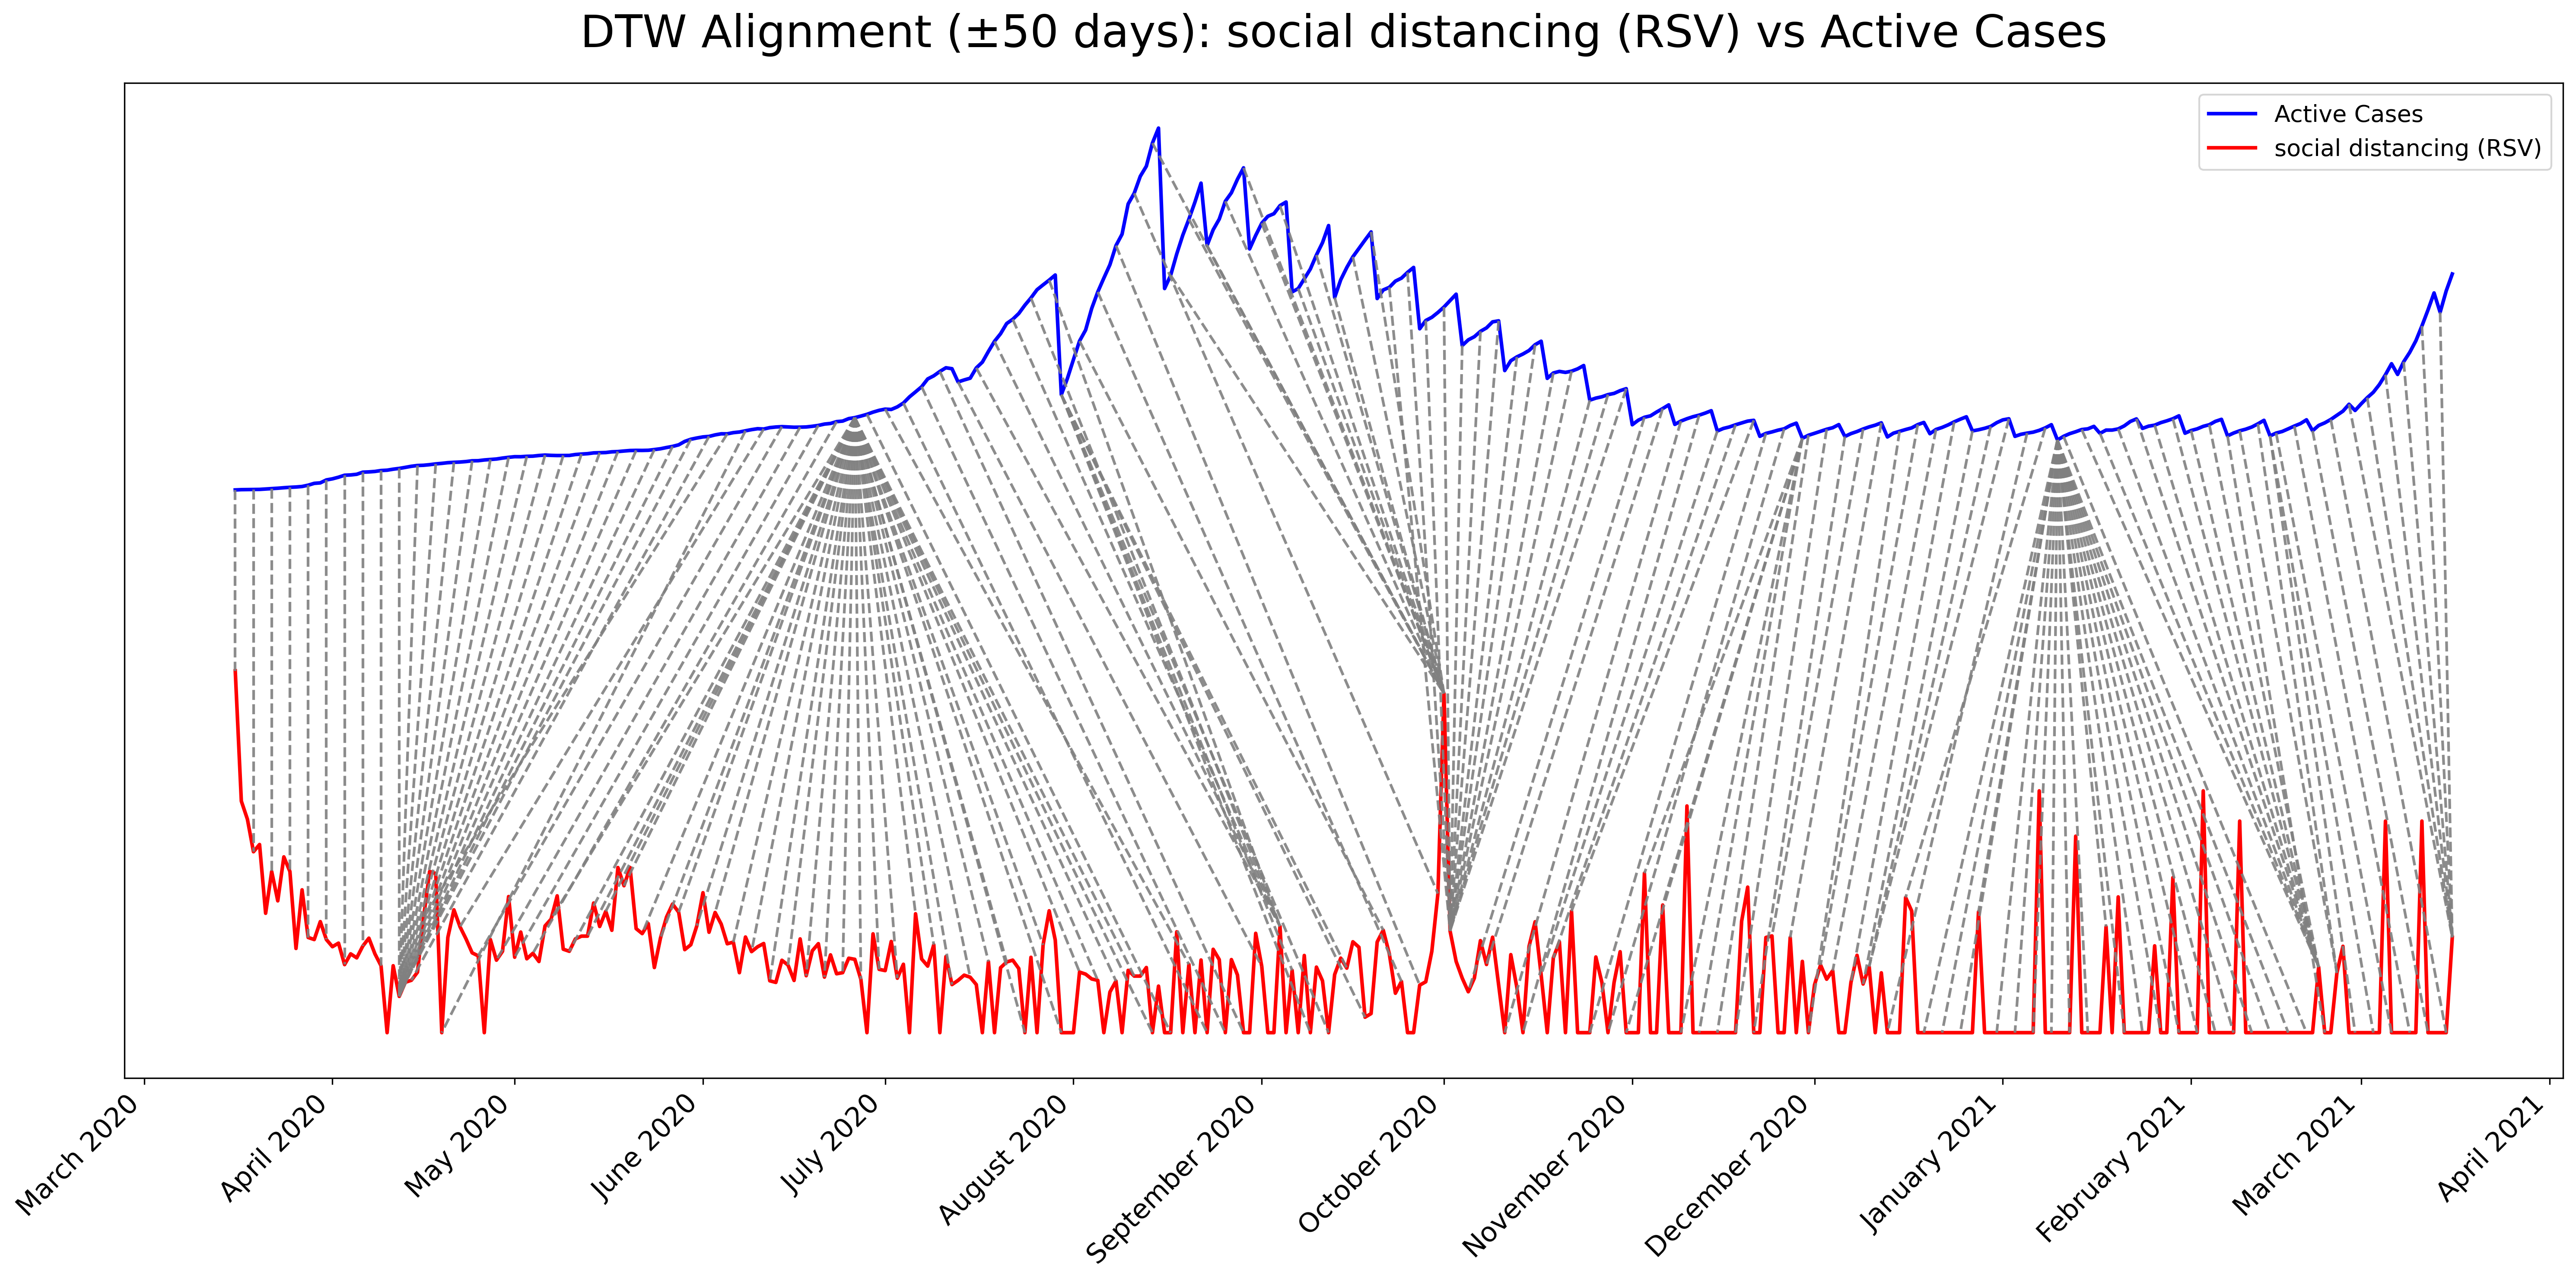 DTW Alignment (±50 days): social distancing (RSV) vs Active Cases
Active Cases
social distancing (RSV)
March 2020
April 2020
May 2020
June 2020
July 2020
August 2020
September 2020
October 2020
November 2020
December 2020
January 2021
February 2021
March 2021
April 2021